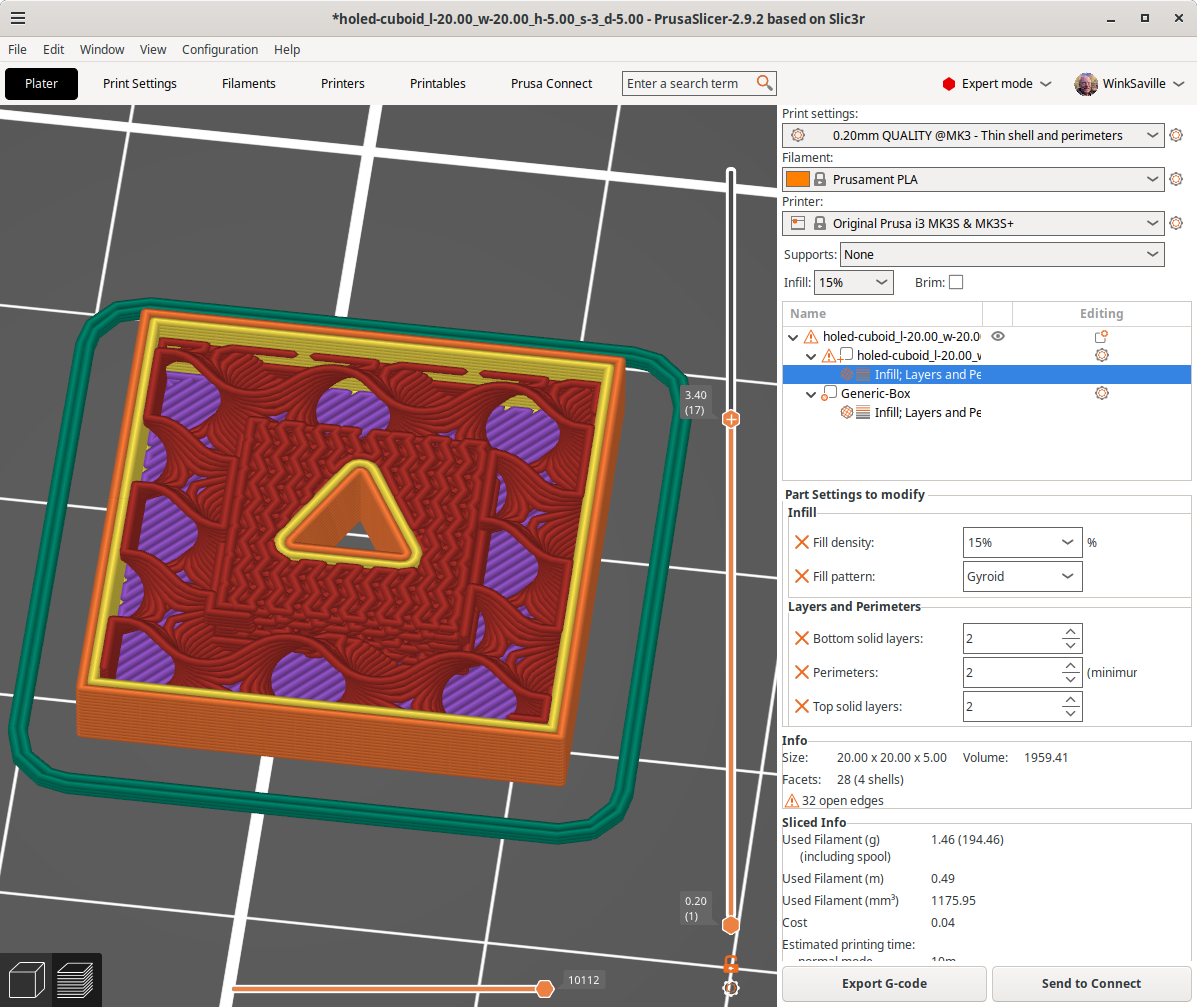 *holed-cuboid_l-20.00_w-20.00_h-5.00_s-3_d-5.00 - PrusaSlicer-2.9.2 based on Slic3r
File Edit Window View Configuration Help
Plater Print Settings Filaments Printers Printables Prusa Connect Enter a search term Expert mode WinkSaville
Print settings:
0.20mm QUALITY @MK3 - Thin shell and perimeters
Filament:
Prusament PLA
Printer:
Original Prusa i3 MK3S & MK3S+
Supports: None
Infill: 15% Brim:
Name Editing
holed-cuboid_l-20.00_w-20.0(
holed-cuboid_l-20.00_v
Infill; Layers and Pe
Generic-Box
Infill; Layers and Pe
3.40
(17)
Part Settings to modify
Infill
Fill density: 15% %
Fill pattern: Gyroid
Layers and Perimeters
Bottom solid layers: 2
Perimeters: 2 (minimur
Top solid layers: 2
Info
Size: 20.00 x 20.00 x 5.00 Volume: 1959.41
Facets: 28 (4 shells)
32 open edges
Sliced Info
Used Filament (g) 1.46 (194.46)
(including spool)
Used Filament (m) 0.49
Used Filament (mm³) 1175.95
Cost 0.04
Estimated printing time:
normal mode 10m
0.20
(1)
10112
Export G-code Send to Connect